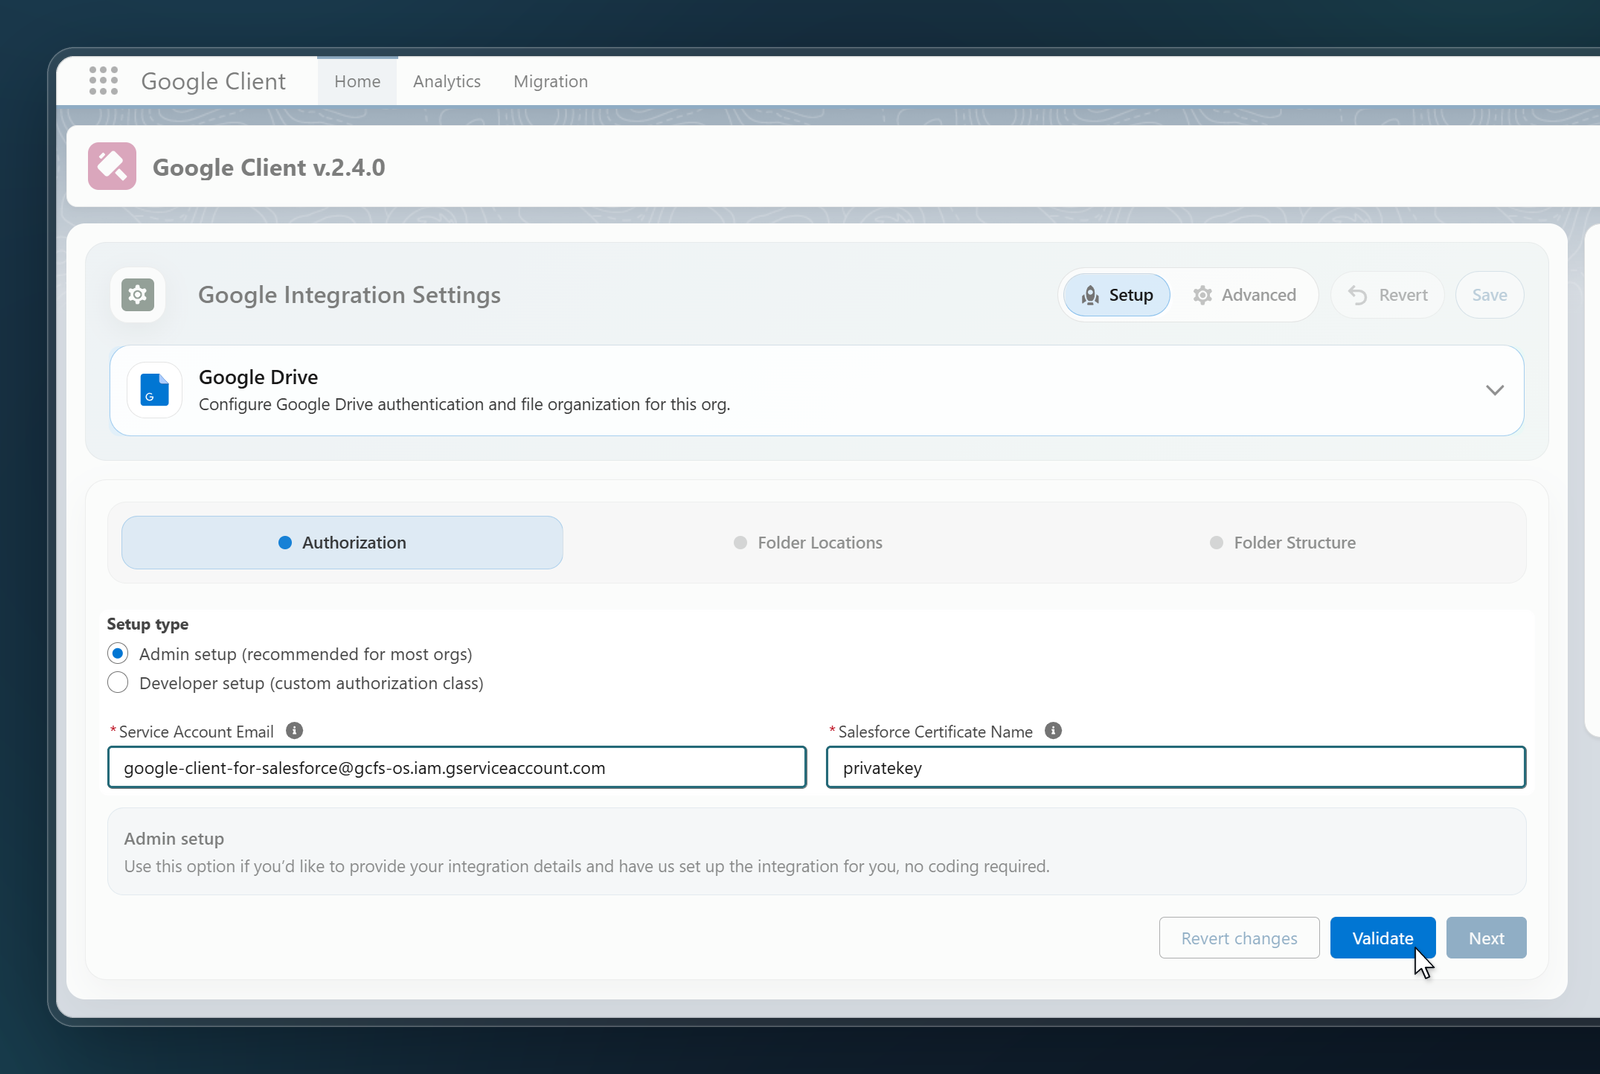 Google Client
Home
Analytics
Migration
Google Client v.2.4.0
Google Integration Settings
Setup
Advanced
Revert
Save
G
Google Drive
Configure Google Drive authentication and file organization for this org.
Authorization
Folder Locations
Folder Structure
Setup type
Admin setup (recommended for most orgs)
Developer setup (custom authorization class)
*Service Account Email
*Salesforce Certificate Name
google-client-for-salesforce@gcfs-os.iam.gserviceaccount.com
privatekey
Admin setup
Use this option if you’d like to provide your integration details and have us set up the integration for you, no coding required.
Revert changes
Validate
Next